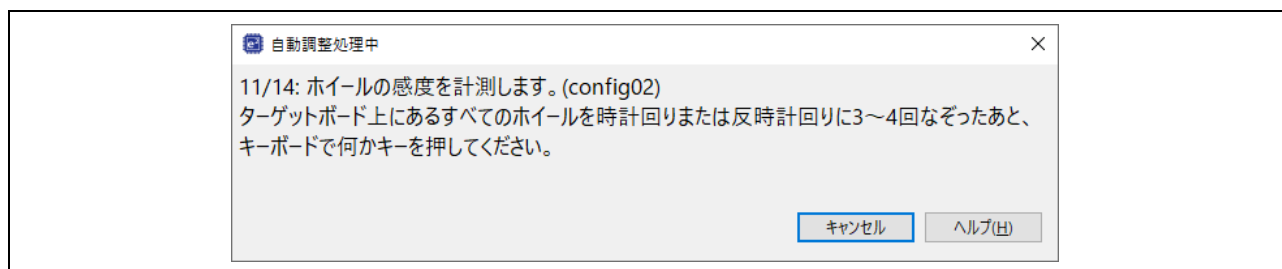 自動調整処理中
11/14: ホイールの感度を計測します。(config02)
ターゲットボード上にあるすべてのホイールを時計回りまたは反時計回りに3～4回なぞったあと、
キーボードで何かキーを押してください。
キャンセル ヘルプ(H)